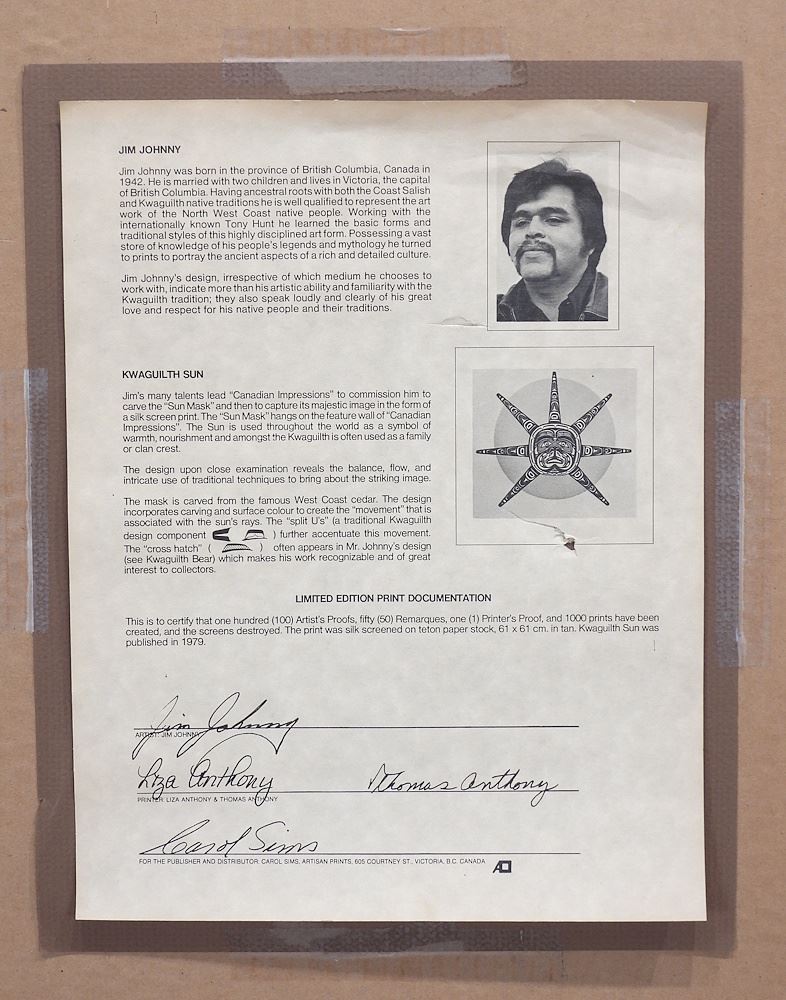 JIM JOHNNY
Jim Johnny was born in the province of British Columbia, Canada in
1942. He is married with two children and lives in Victoria, the capital
of British Columbia. Having ancestral roots with both the Coast Salish
and Kwaguilth native traditions he is well qualified to represent the art
work of the North West Coast native people. Working with the
internationally known Tony Hunt he learned the basic forms and
traditional styles of this highly disciplined art form. Possessing a vast
store of knowledge of his people's legends and mythology he turned
to prints to portray the ancient aspects of a rich and detailed culture.
Jim Johnny's design, irrespective of which medium he chooses to
work with, indicate more than his artistic ability and familiarity with the
Kwaguilth tradition; they also speak loudly and clearly of his great
love and respect for his native people and their traditions.
KWAGUILTH SUN
Jim's many talents lead "Canadian Impressions" to commission him to
carve the "Sun Mask" and then to capture its majestic image in the form of
a silk screen print. The "Sun Mask" hangs on the feature wall of "Canadian
Impressions". The Sun is used throughout the world as a symbol of
warmth, nourishment and amongst the Kwaguilth is often used as a family
or clan crest.
The design upon close examination reveals the balance, flow, and
intricate use of traditional techniques to bring about the striking image.
The mask is carved from the famous West Coast cedar. The design
incorporates carving and surface colour to create the "movement" that is
associated with the sun's rays. The "split U's" (a traditional Kwaguilth
design component ) further accentuate this movement.
The "cross hatch" ( ) often appears in Mr. Johnny's design
(see Kwaguilth Bear) which makes his work recognizable and of great
interest to collectors.
LIMITED EDITION PRINT DOCUMENTATION
This is to certify that one hundred (100) Artist's Proofs, fifty (50) Remarques, one (1) Printer's Proof, and 1000 prints have been
created, and the screens destroyed. The print was silk screened on teton paper stock, 61 x 61 cm. in tan. Kwaguilth Sun was
published in 1979.
Jim Johnny
ARTIST: JIM JOHNNY
Liza Anthony Thomas Anthony
PRINTER: LIZA ANTHONY & THOMAS ANTHONY
Carol Sims
FOR THE PUBLISHER AND DISTRIBUTOR: CAROL SIMS, ARTISAN PRINTS, 605 COURTNEY ST., VICTORIA, B.C. CANADA